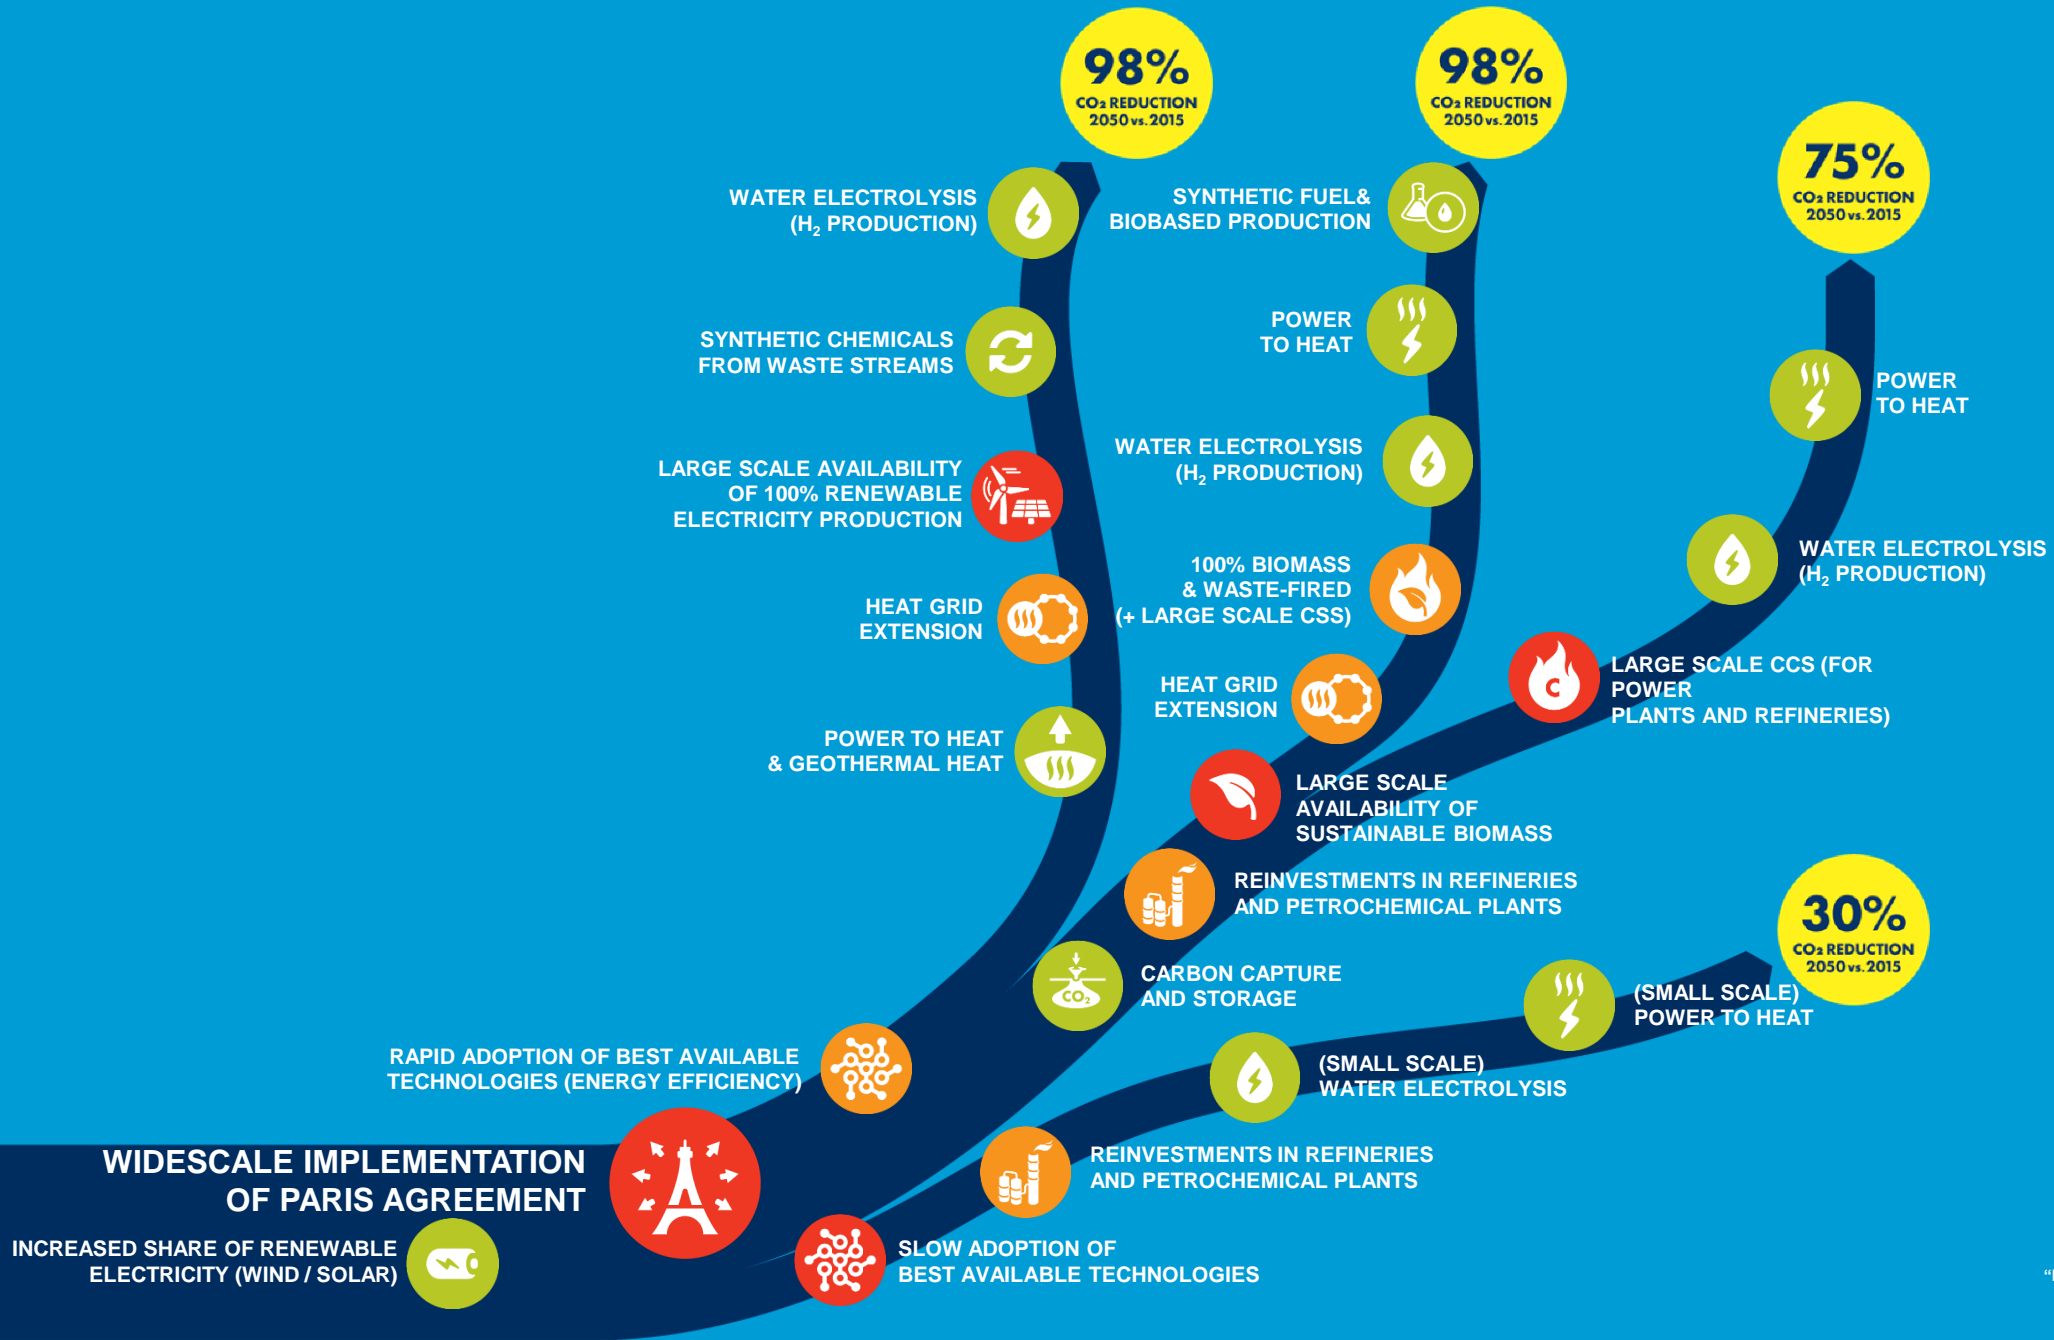 98%
CO₂ REDUCTION
2050 vs. 2015
98%
CO₂ REDUCTION
2050 vs. 2015
75%
CO₂ REDUCTION
2050 vs. 2015
WATER ELECTROLYSIS
(H₂ PRODUCTION)
SYNTHETIC FUEL&
BIOBASED PRODUCTION
SYNTHETIC CHEMICALS
FROM WASTE STREAMS
POWER
TO HEAT
POWER
TO HEAT
LARGE SCALE AVAILABILITY
OF 100% RENEWABLE
ELECTRICITY PRODUCTION
WATER ELECTROLYSIS
(H₂ PRODUCTION)
WATER ELECTROLYSIS
(H₂ PRODUCTION)
HEAT GRID
EXTENSION
100% BIOMASS
& WASTE-FIRED
(+ LARGE SCALE CSS)
HEAT GRID
EXTENSION
C
LARGE SCALE CCS (FOR
POWER
PLANTS AND REFINERIES)
POWER TO HEAT
& GEOTHERMAL HEAT
LARGE SCALE
AVAILABILITY OF
SUSTAINABLE BIOMASS
REINVESTMENTS IN REFINERIES
AND PETROCHEMICAL PLANTS
30%
CO₂ REDUCTION
2050 vs. 2015
CO₂
CARBON CAPTURE
AND STORAGE
(SMALL SCALE)
POWER TO HEAT
RAPID ADOPTION OF BEST AVAILABLE
TECHNOLOGIES (ENERGY EFFICIENCY)
(SMALL SCALE)
WATER ELECTROLYSIS
WIDESCALE IMPLEMENTATION
OF PARIS AGREEMENT
REINVESTMENTS IN REFINERIES
AND PETROCHEMICAL PLANTS
INCREASED SHARE OF RENEWABLE
ELECTRICITY (WIND / SOLAR)
SLOW ADOPTION OF
BEST AVAILABLE TECHNOLOGIES